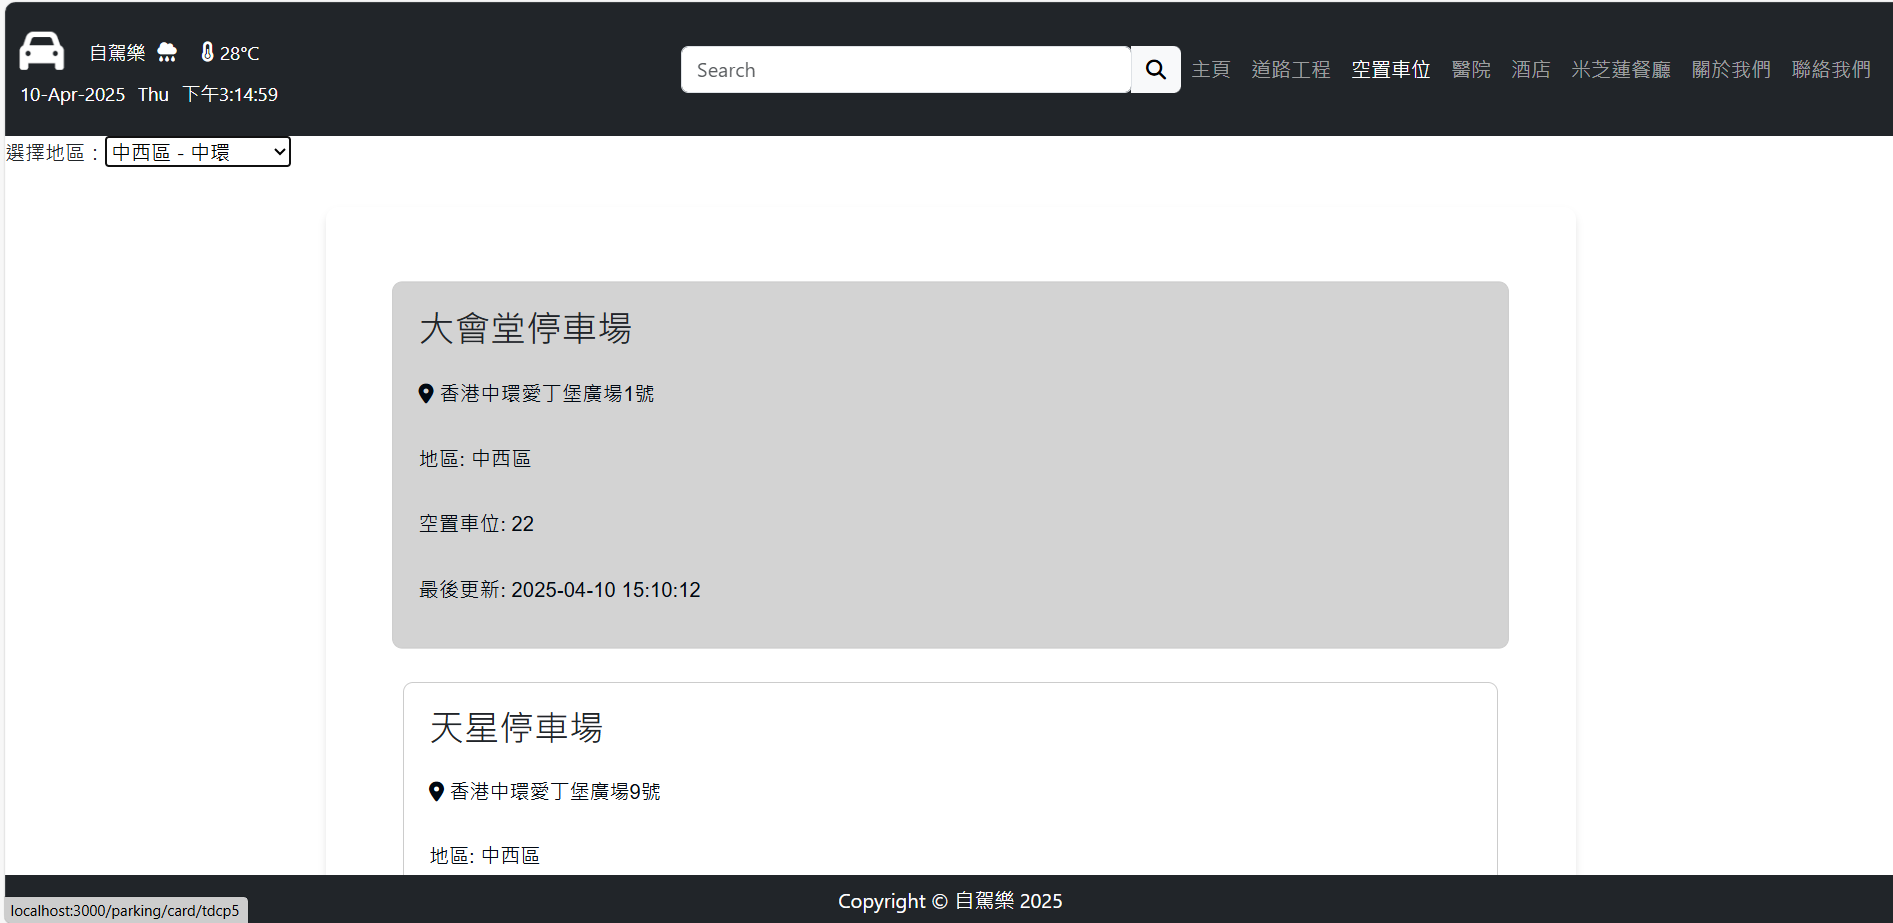 自駕樂 28°C
10-Apr-2025 Thu 下午3:14:59
Search
主頁 道路工程 空置車位 醫院 酒店 米芝蓮餐廳 關於我們 聯絡我們
選擇地區 : 中西區 - 中環
大會堂停車場
香港中環愛丁堡廣場1號
地區: 中西區
空置車位: 22
最後更新: 2025-04-10 15:10:12
天星停車場
香港中環愛丁堡廣場9號
地區: 中西區
Copyright © 自駕樂 2025
localhost:3000/parking/card/tdcp5